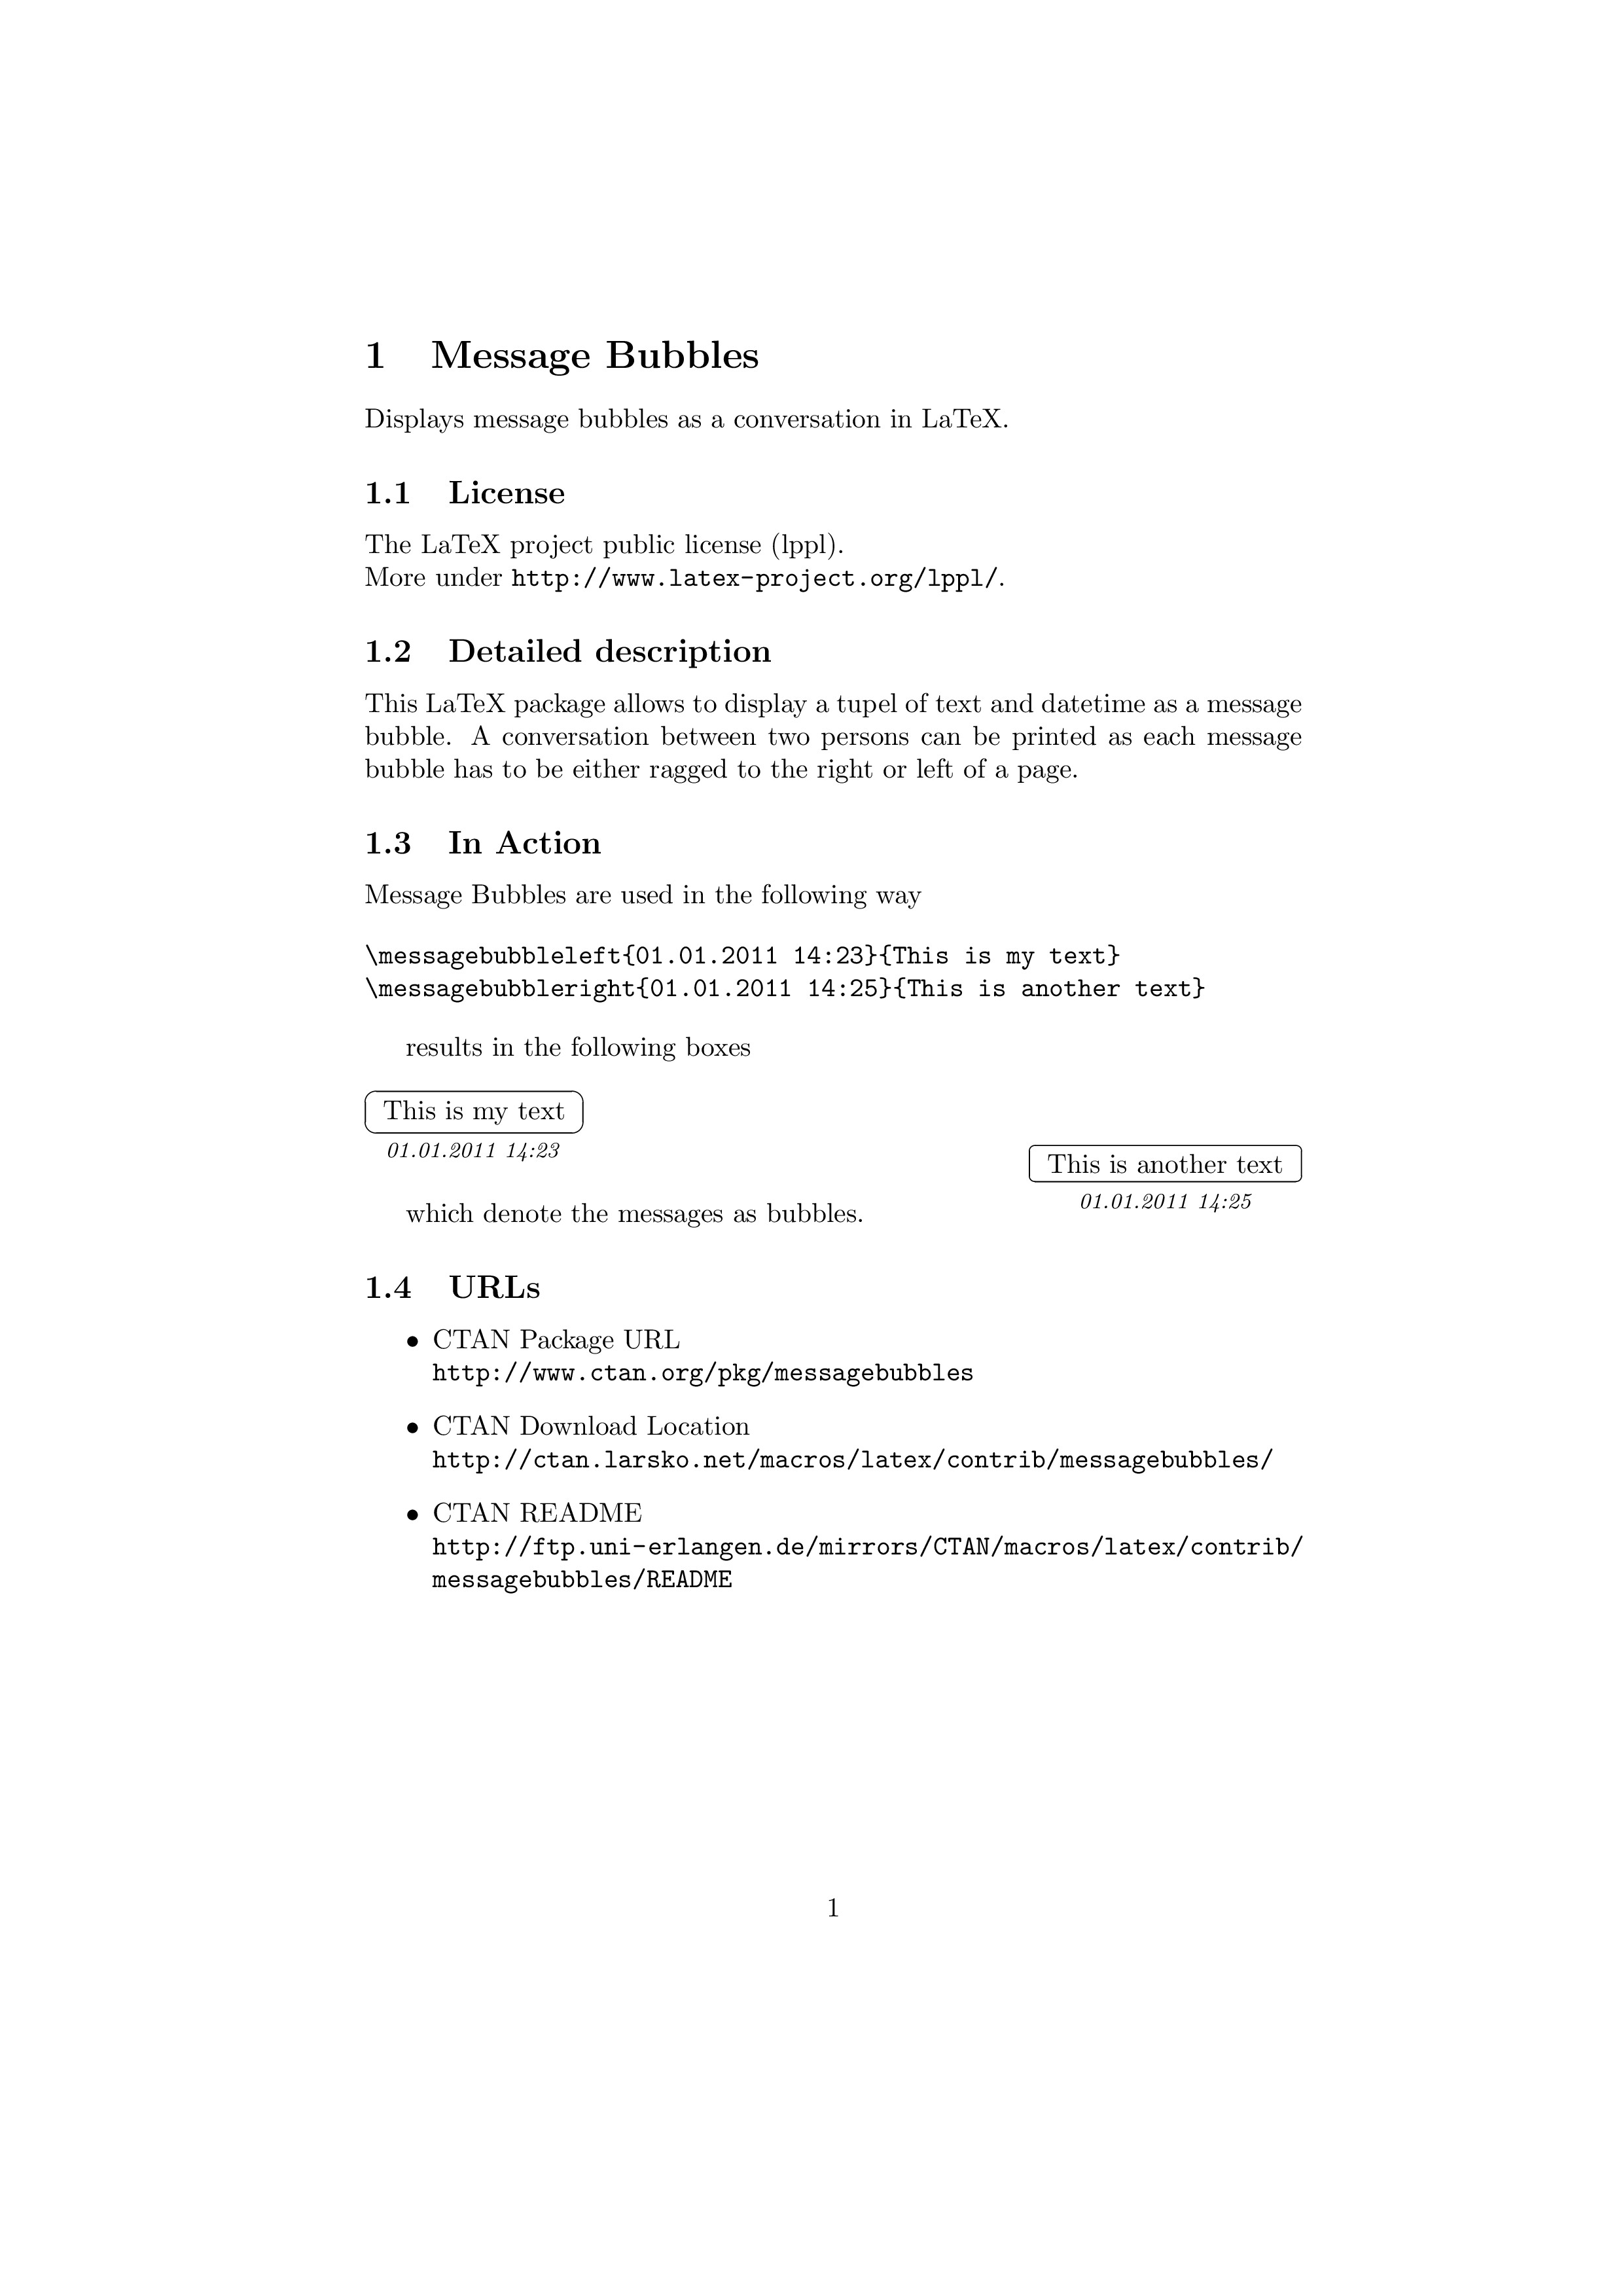 1 Message Bubbles
Displays message bubbles as a conversation in LaTeX.
1.1 License
The LaTeX project public license (lppl).
More under http://www.latex-project.org/lppl/.
1.2 Detailed description
This LaTeX package allows to display a tupel of text and datetime as a message
bubble. A conversation between two persons can be printed as each message
bubble has to be either ragged to the right or left of a page.
1.3 In Action
Message Bubbles are used in the following way
\messagebubbleleft{01.01.2011 14:23}{This is my text}
\messagebubbleright{01.01.2011 14:25}{This is another text}
results in the following boxes
This is my text
01.01.2011 14:23
This is another text
01.01.2011 14:25
which denote the messages as bubbles.
1.4 URLs
• CTAN Package URL
http://www.ctan.org/pkg/messagebubbles
• CTAN Download Location
http://ctan.larsko.net/macros/latex/contrib/messagebubbles/
• CTAN README
http://ftp.uni-erlangen.de/mirrors/CTAN/macros/latex/contrib/
messagebubbles/README
1